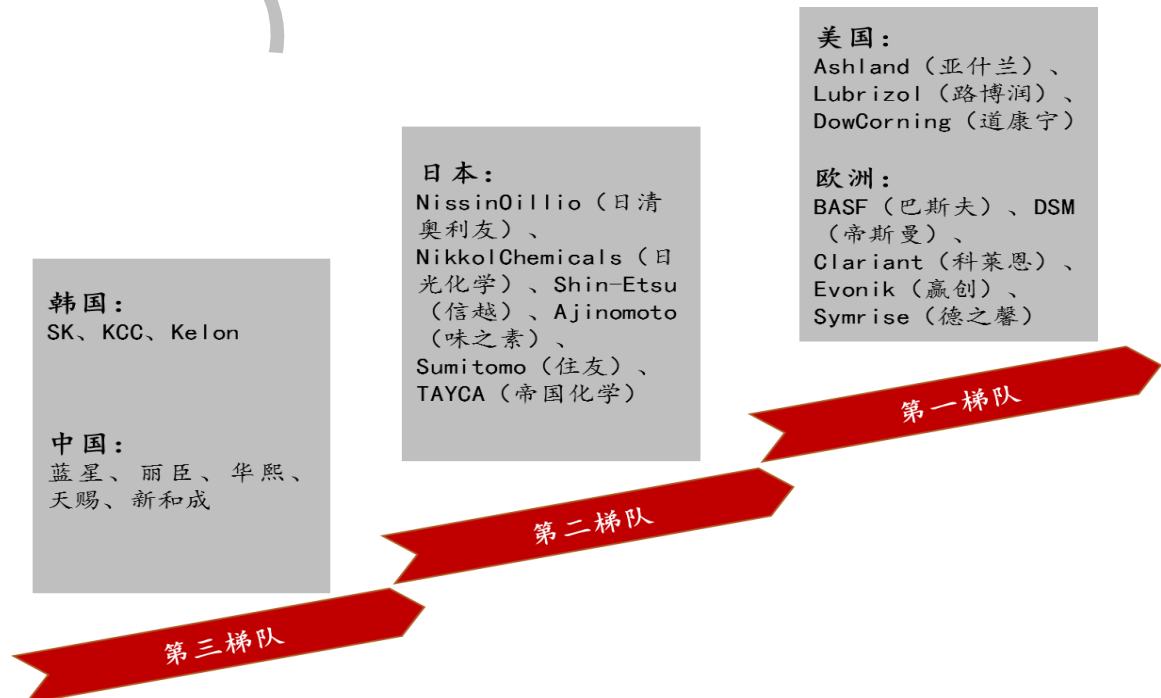 美国：
Ashland（亚什兰）、
Lubrizol（路博润）、
DowCorning（道康宁）
欧洲：
BASF（巴斯夫）、DSM
（帝斯曼）、
Clariant（科莱恩）、
Evonik（赢创）、
Symrise（德之馨）
第一梯队
日本：
NissinOillio（日清
奥利友）、
NikkolChemicals（日
光化学）、Shin-Etsu
（信越）、Ajinomoto
（味之素）、
Sumitomo（住友）、
TAYCA（帝国化学）
第二梯队
韩国：
SK、KCC、Kelon
中国：
蓝星、丽臣、华熙、
天赐、新和成
第三梯队